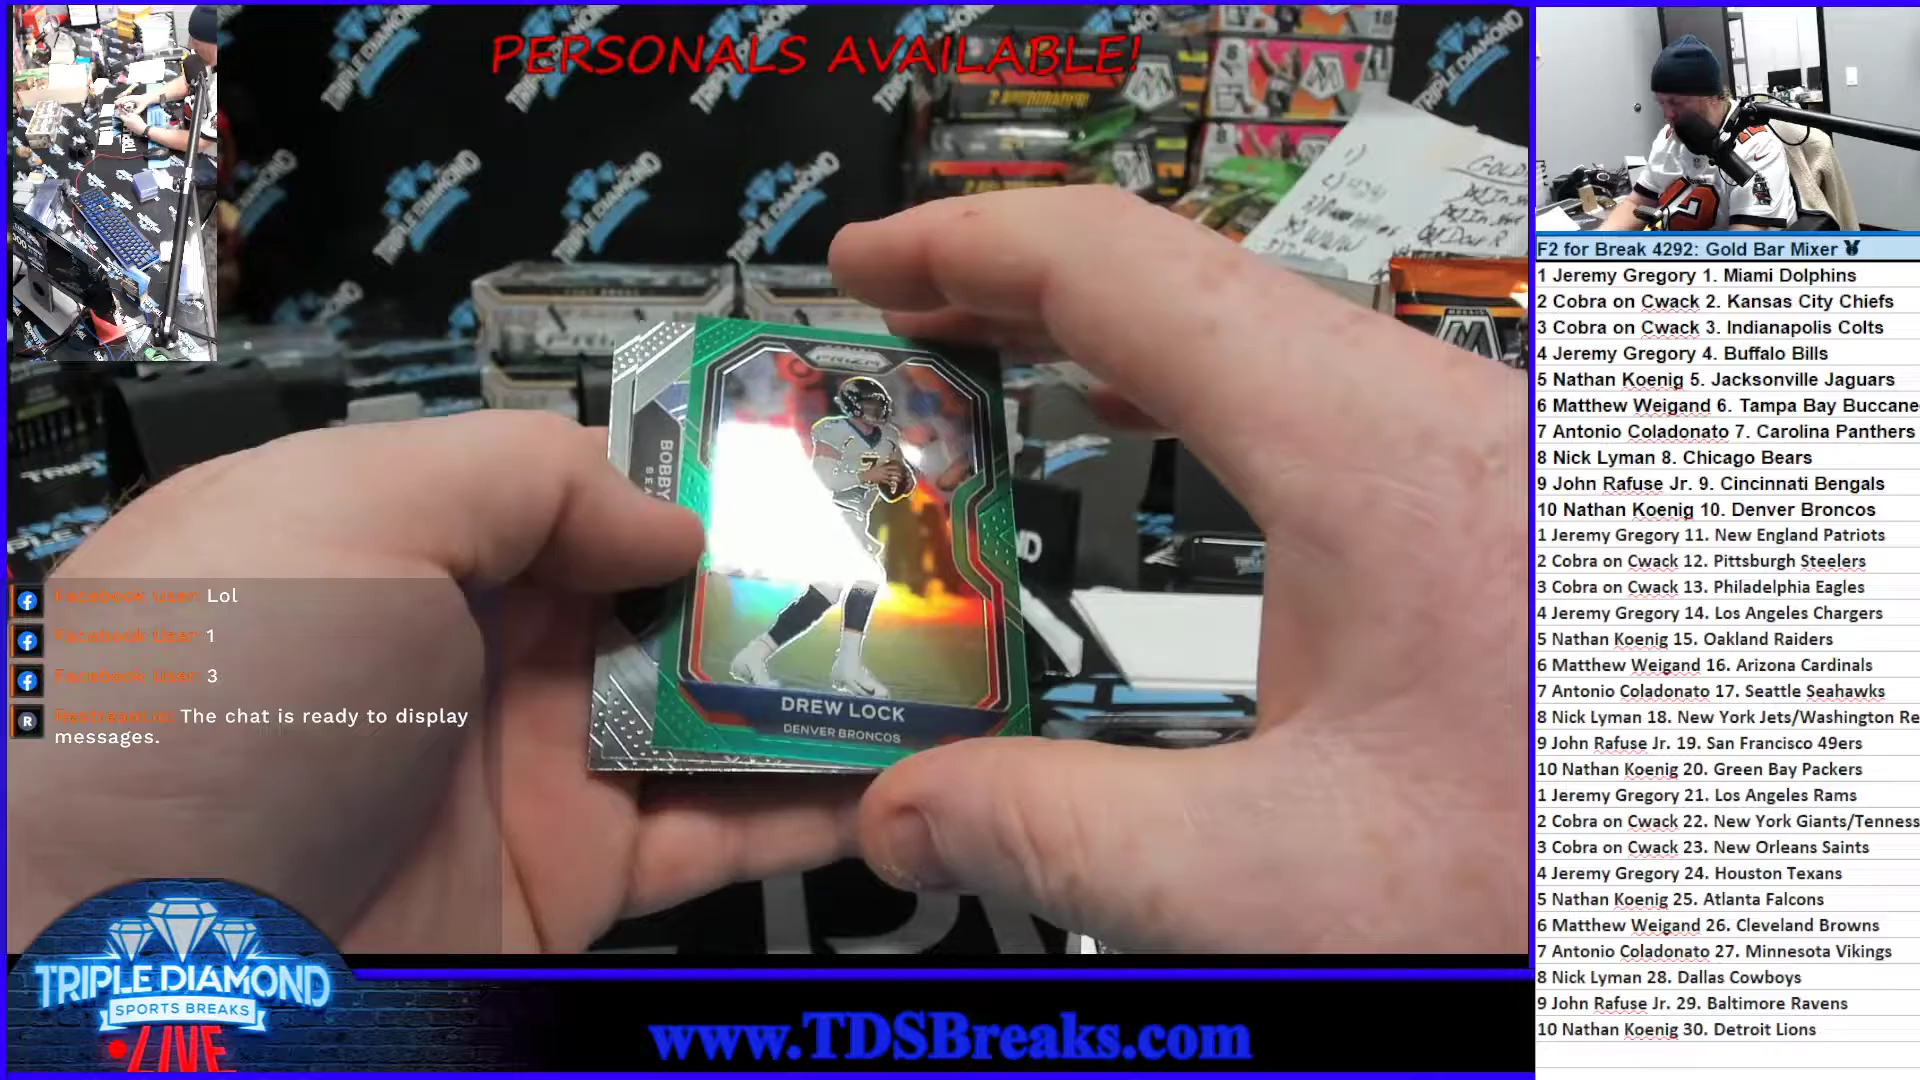 PERSONALS AVAILABLE!
TRIPLE DIAMOND
PRIZM
BOBBY
DREW LOCK
DENVER BRONCOS
Facebook User: Lol
Facebook User: 1
Facebook User: 3
Restream.io: The chat is ready to display
messages.
TRIPLE DIAMOND
SPORTS BREAKS
LIVE
www.TDSBreaks.com
F2 for Break 4292: Gold Bar Mixer
1 Jeremy Gregory 1. Miami Dolphins
2 Cobra on Cwack 2. Kansas City Chiefs
3 Cobra on Cwack 3. Indianapolis Colts
4 Jeremy Gregory 4. Buffalo Bills
5 Nathan Koenig 5. Jacksonville Jaguars
6 Matthew Weigand 6. Tampa Bay Buccane
7 Antonio Coladonato 7. Carolina Panthers
8 Nick Lyman 8. Chicago Bears
9 John Rafuse Jr. 9. Cincinnati Bengals
10 Nathan Koenig 10. Denver Broncos
1 Jeremy Gregory 11. New England Patriots
2 Cobra on Cwack 12. Pittsburgh Steelers
3 Cobra on Cwack 13. Philadelphia Eagles
4 Jeremy Gregory 14. Los Angeles Chargers
5 Nathan Koenig 15. Oakland Raiders
6 Matthew Weigand 16. Arizona Cardinals
7 Antonio Coladonato 17. Seattle Seahawks
8 Nick Lyman 18. New York Jets/Washington Re
9 John Rafuse Jr. 19. San Francisco 49ers
10 Nathan Koenig 20. Green Bay Packers
1 Jeremy Gregory 21. Los Angeles Rams
2 Cobra on Cwack 22. New York Giants/Tenness
3 Cobra on Cwack 23. New Orleans Saints
4 Jeremy Gregory 24. Houston Texans
5 Nathan Koenig 25. Atlanta Falcons
6 Matthew Weigand 26. Cleveland Browns
7 Antonio Coladonato 27. Minnesota Vikings
8 Nick Lyman 28. Dallas Cowboys
9 John Rafuse Jr. 29. Baltimore Ravens
10 Nathan Koenig 30. Detroit Lions